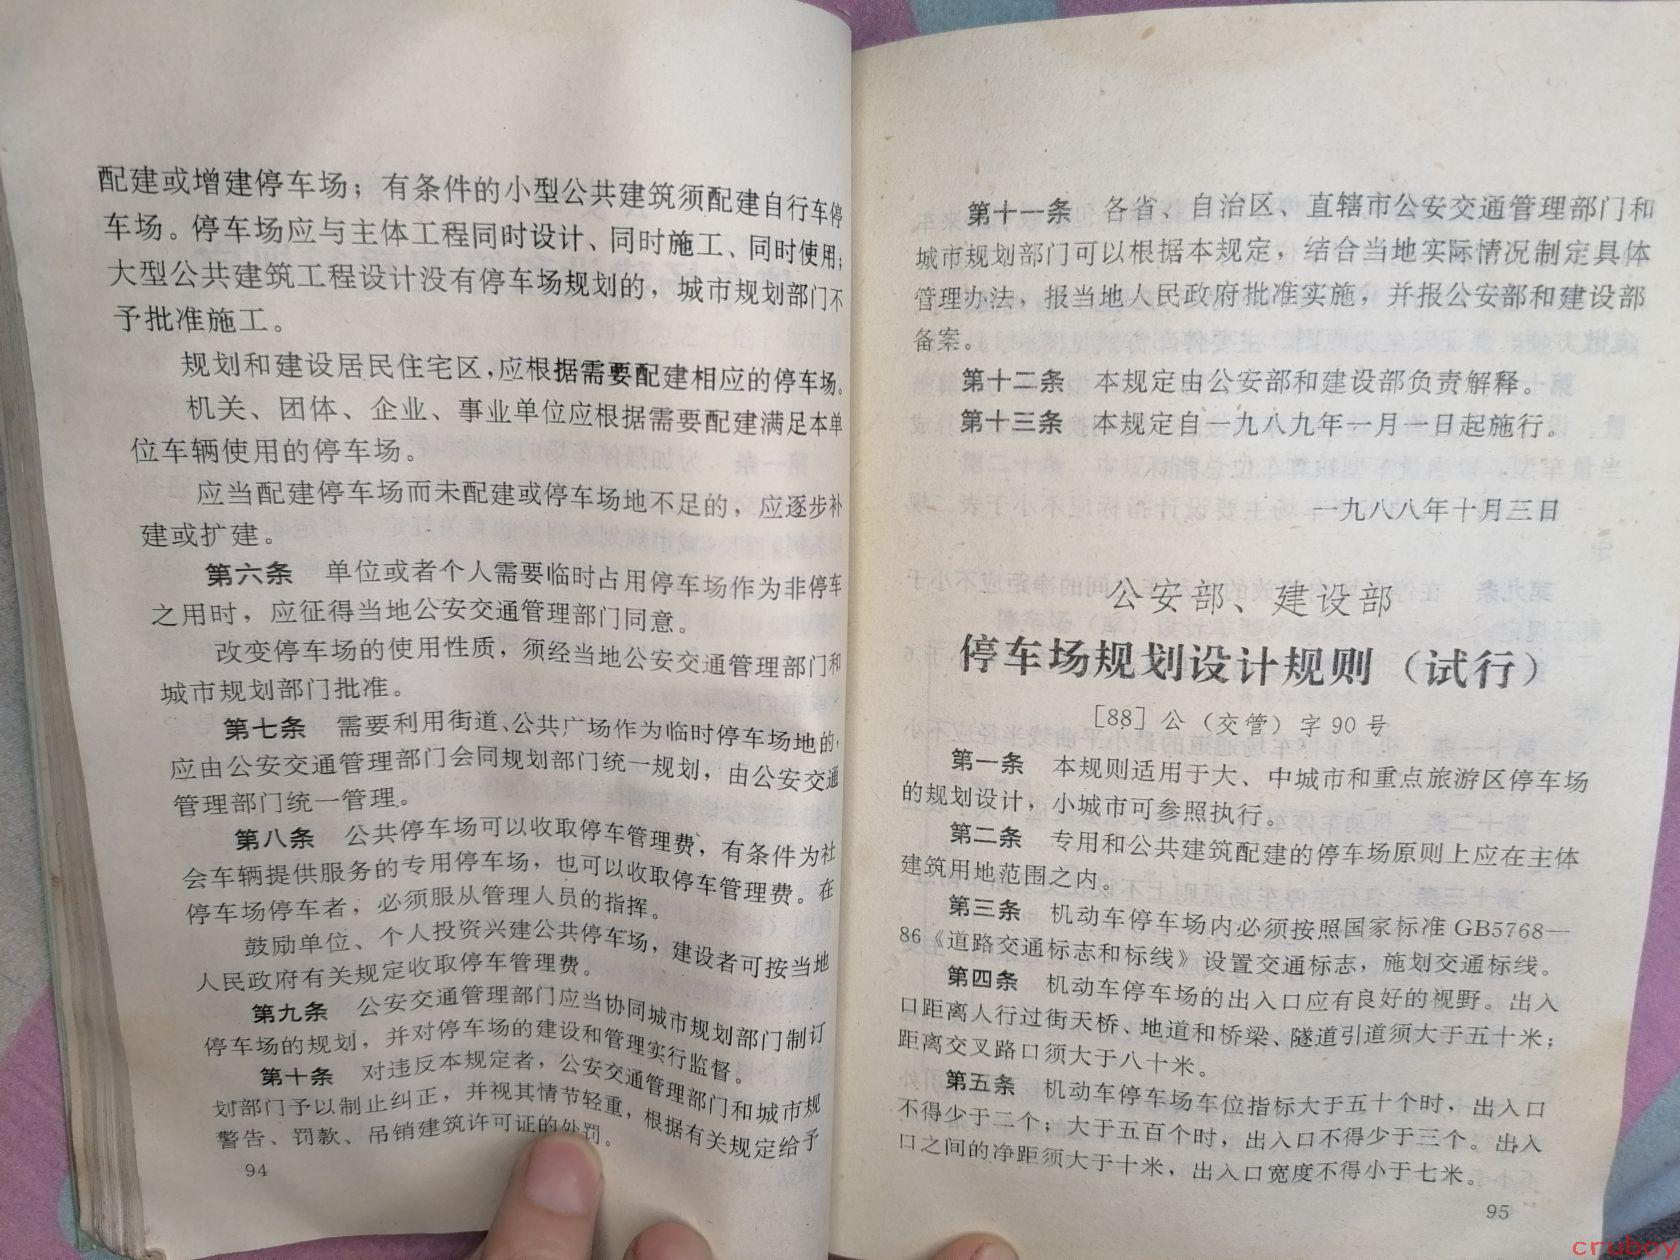 配建或增建停车场；有条件的小型公共建筑须配建自行车停
车场。停车场应与主体工程同时设计、同时施工、同时使用；
大型公共建筑工程设计没有停车场规划的，城市规划部门不
予批准施工。
规划和建设居民住宅区，应根据需要配建相应的停车场。
机关、团体、企业、事业单位应根据需要配建满足本单
位车辆使用的停车场。
应当配建停车场而未配建或停车场地不足的，应逐步补
建或扩建。
第六条 单位或者个人需要临时占用停车场作为非停车
之用时，应征得当地公安交通管理部门同意。
改变停车场的使用性质，须经当地公安交通管理部门和
城市规划部门批准。
第七条 需要利用街道、公共广场作为临时停车场地的，
应由公安交通管理部门会同规划部门统一规划，由公安交通
管理部门统一管理。
第八条 公共停车场可以收取停车管理费，有条件为社
会车辆提供服务的专用停车场，也可以收取停车管理费。在
停车场停车者，必须服从管理人员的指挥。
鼓励单位、个人投资兴建公共停车场，建设者可按当地
人民政府有关规定收取停车管理费。
第九条 公安交通管理部门应当协同城市规划部门制订
停车场的规划，并对停车场的建设和管理实行监督。
第十条 对违反本规定者，公安交通管理部门和城市规
划部门予以制止纠正，并视其情节轻重，根据有关规定给予
警告、罚款、吊销建筑许可证的处罚。
94
第十一条 各省、自治区、直辖市公安交通管理部门和
城市规划部门可以根据本规定，结合当地实际情况制定具体
管理办法，报当地人民政府批准实施，并报公安部和建设部
备案。
第十二条 本规定由公安部和建设部负责解释。
第十三条 本规定自一九八九年一月一日起施行。
一九八八年十月三日
公安部、建设部
停车场规划设计规则（试行）
［88］公（交管）字90号
第一条 本规则适用于大、中城市和重点旅游区停车场
的规划设计，小城市可参照执行。
第二条 专用和公共建筑配建的停车场原则上应在主体
建筑用地范围之内。
第三条 机动车停车场内必须按照国家标准GB5768—
86《道路交通标志和标线》设置交通标志，施划交通标线。
第四条 机动车停车场的出入口应有良好的视野。出入
口距离人行过街天桥、地道和桥梁、隧道引道须大于五十米；
距离交叉路口须大于八十米。
第五条 机动车停车场车位指标大于五十个时，出入口
不得少于二个；大于五百个时，出入口不得少于三个。出入
口之间的净距须大于十米，出入口宽度不得小于七米。
95
cruboy